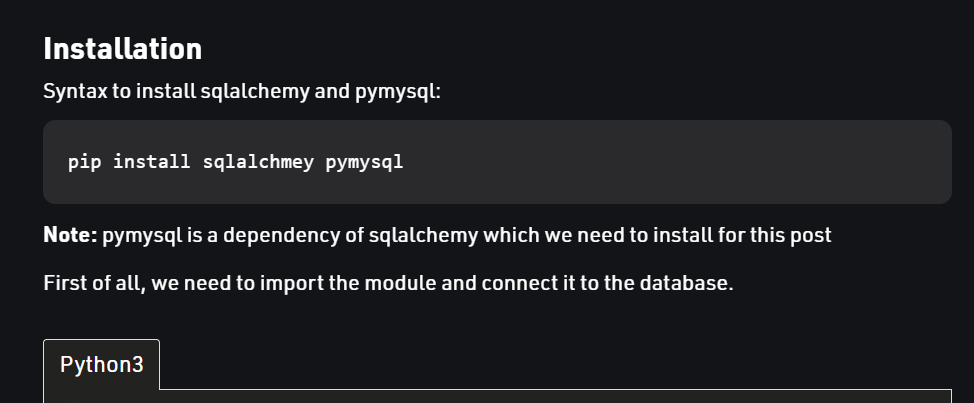 Installation
Syntax to install sqlalchemy and pymysql:
pip install sqlalchmey pymysql
Note: pymysql is a dependency of sqlalchemy which we need to install for this post
First of all, we need to import the module and connect it to the database.
Python3